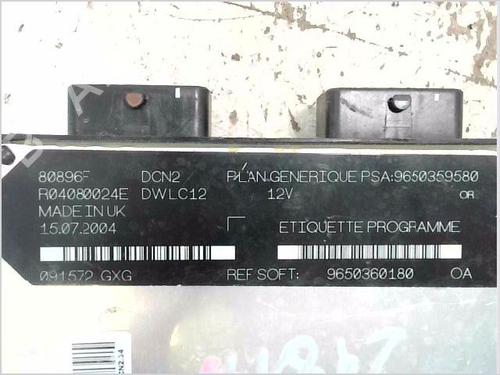 80896F DCN2 PLAN GENERIQUE PSA:9650359580
R04080024E DWLC12 12V OR
MADE IN UK
15.07.2004 ETIQUETTE PROGRAMME
091572 GXG REF SOFT: 9650360180 OA